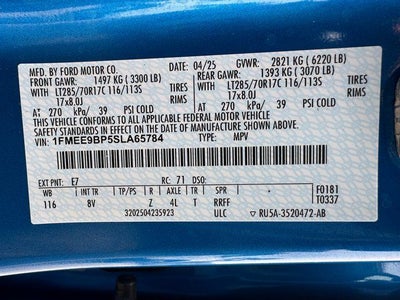 MFD. BY FORD MOTOR CO. 04/25 GVWR: 2821 KG (6220 LB)
FRONT GAWR: 1497 KG (3300 LB) REAR GAWR: 1393 KG (3070 LB)
WITH TIRES WITH TIRES
LT285/70R17C 116/113S LT285/70R17C 116/113S
17x8.0J RIMS 17x8.0J RIMS
AT 270 kPa/ 39 PSI COLD AT 270 kPa/ 39 PSI COLD
THIS VEHICLE CONFORMS TO ALL APPLICABLE FEDERAL MOTOR VEHICLE SAFETY
AND THEFT PREVENTION STANDARDS IN EFFECT ON THE DATE OF MANUFACTURE SHOWN ABOVE.
VIN: 1FMEE9BP5SLA65784 TYPE: MPV
EXT PNT: E7 RC: 71 DSO: F0181
WB INT TR TP/PS R AXLE TR SPR T0337
116 8V Z 4L T RRFF
3202504235923 ULC RU5A-3520472-AB